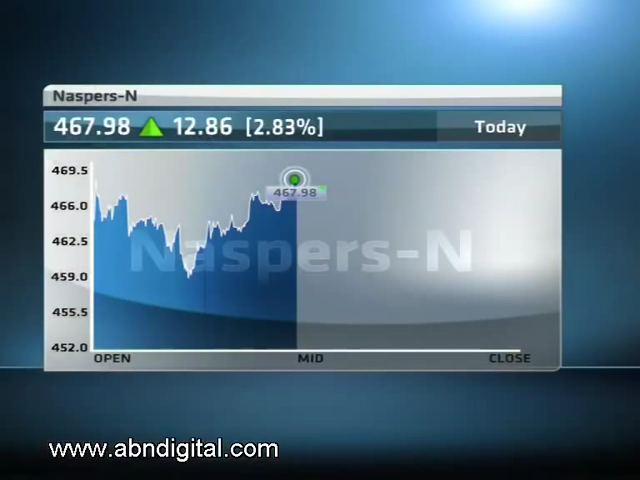 Naspers-N
467.98 12.86 [2.83%] Today
469.5
466.0
462.5
459.0
455.5
452.0
467.98
Naspers-N
OPEN MID CLOSE
www.abndigital.com